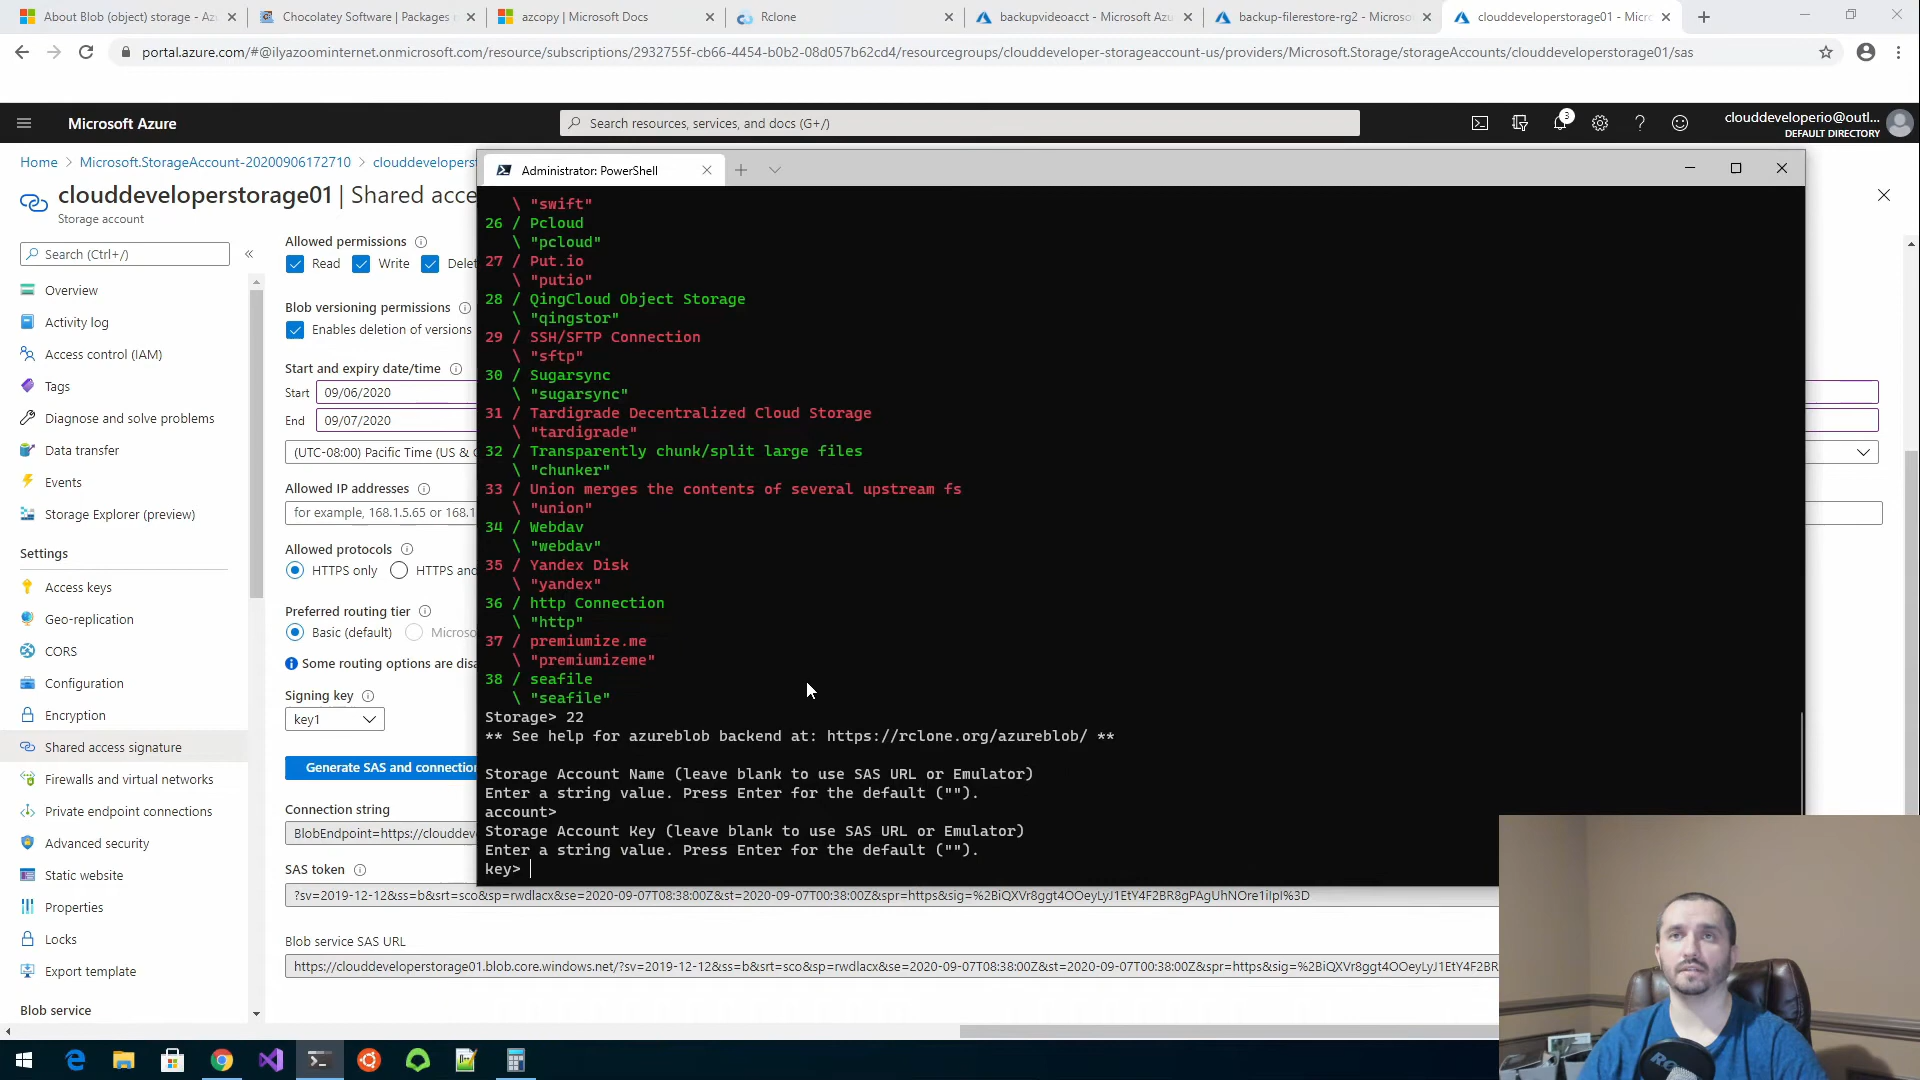 About Blob (object) storage - Az
Chocolatey Software | Packages
azcopy | Microsoft Docs
Rclone
backupvideoacct - Microsoft Azu
backup-filerestore-rg2 - Microso
clouddeveloperstorage01 - Micr
portal.azure.com/#@ilyazoominternet.onmicrosoft.com/resource/subscriptions/2932755f-cb66-4454-b0b2-08d057b62cd4/resourcegroups/clouddeveloper-storageaccount-us/providers/Microsoft.Storage/storageAccounts/clouddeveloperstorage01/sas
Microsoft Azure
Search resources, services, and docs (G+/)
3
clouddeveloperio@outl...
DEFAULT DIRECTORY
Home > Microsoft.StorageAccount-20200906172710 > clouddevelopers
clouddeveloperstorage01 | Shared acce
Storage account
Search (Ctrl+/)
Overview
Activity log
Access control (IAM)
Tags
Diagnose and solve problems
Data transfer
Events
Storage Explorer (preview)
Settings
Access keys
Geo-replication
CORS
Configuration
Encryption
Shared access signature
Firewalls and virtual networks
Private endpoint connections
Advanced security
Static website
Properties
Locks
Export template
Blob service
Allowed permissions
Read
Write
Delet
Blob versioning permissions
Enables deletion of versions
Start and expiry date/time
Start 09/06/2020
End 09/07/2020
(UTC-08:00) Pacific Time (US & C
Allowed IP addresses
for example, 168.1.5.65 or 168.1
Allowed protocols
HTTPS only
HTTPS and
Preferred routing tier
Basic (default)
Microso
Some routing options are disa
Signing key
key1
Generate SAS and connection
Connection string
BlobEndpoint=https://clouddev
SAS token
?sv=2019-12-12&ss=b&srt=sco&sp=rwdlacx&se=2020-09-07T08:38:00Z&st=2020-09-07T00:38:00Z&spr=https&sig=%2BiQXVr8ggt4OOeyLyJ1EtY4F2BR8gPAgUhNOre1iIpI%3D
Blob service SAS URL
https://clouddeveloperstorage01.blob.core.windows.net/?sv=2019-12-12&ss=b&srt=sco&sp=rwdlacx&se=2020-09-07T08:38:00Z&st=2020-09-07T00:38:00Z&spr=https&sig=%2BiQXVr8ggt4OOeyLyJ1EtY4F2BR
Administrator: PowerShell
\ "swift"
26 / Pcloud
\ "pcloud"
27 / Put.io
\ "putio"
28 / QingCloud Object Storage
\ "qingstor"
29 / SSH/SFTP Connection
\ "sftp"
30 / Sugarsync
\ "sugarsync"
31 / Tardigrade Decentralized Cloud Storage
\ "tardigrade"
32 / Transparently chunk/split large files
\ "chunker"
33 / Union merges the contents of several upstream fs
\ "union"
34 / Webdav
\ "webdav"
35 / Yandex Disk
\ "yandex"
36 / http Connection
\ "http"
37 / premiumize.me
\ "premiumizeme"
38 / seafile
\ "seafile"
Storage> 22
** See help for azureblob backend at: https://rclone.org/azureblob/ **
Storage Account Name (leave blank to use SAS URL or Emulator)
Enter a string value. Press Enter for the default ("").
account>
Storage Account Key (leave blank to use SAS URL or Emulator)
Enter a string value. Press Enter for the default ("").
key>